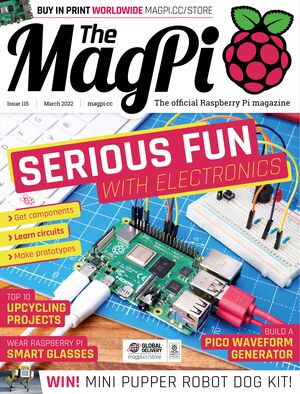 BUY IN PRINT WORLDWIDE MAGPI.CC/STORE
The
MagPi
Issue 115 | March 2022 | magpi.cc
The official Raspberry Pi magazine
SERIOUS FUN
WITH ELECTRONICS
> Get components
> Learn circuits
> Make prototypes
TOP 10
UPCYCLING
PROJECTS
WEAR RASPBERRY PI
SMART GLASSES
GLOBAL
DELIVERY
magpi.cc/store
BUILD A
PICO WAVEFORM
GENERATOR
WIN! MINI PUPPER ROBOT DOG KIT!